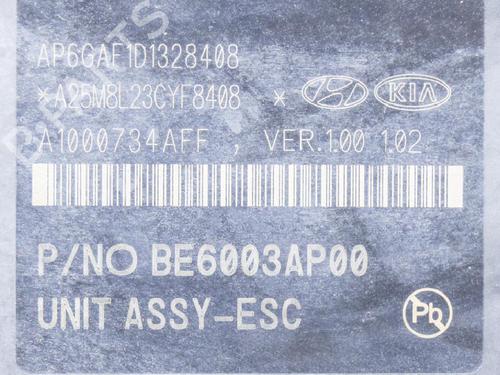 AP6GAF1D1328408
*A25M8L23CYF8408 * KIA
A1000734AFF , VER.1.00 1.02
P/NO BE6003AP00
UNIT ASSY-ESC
Pb